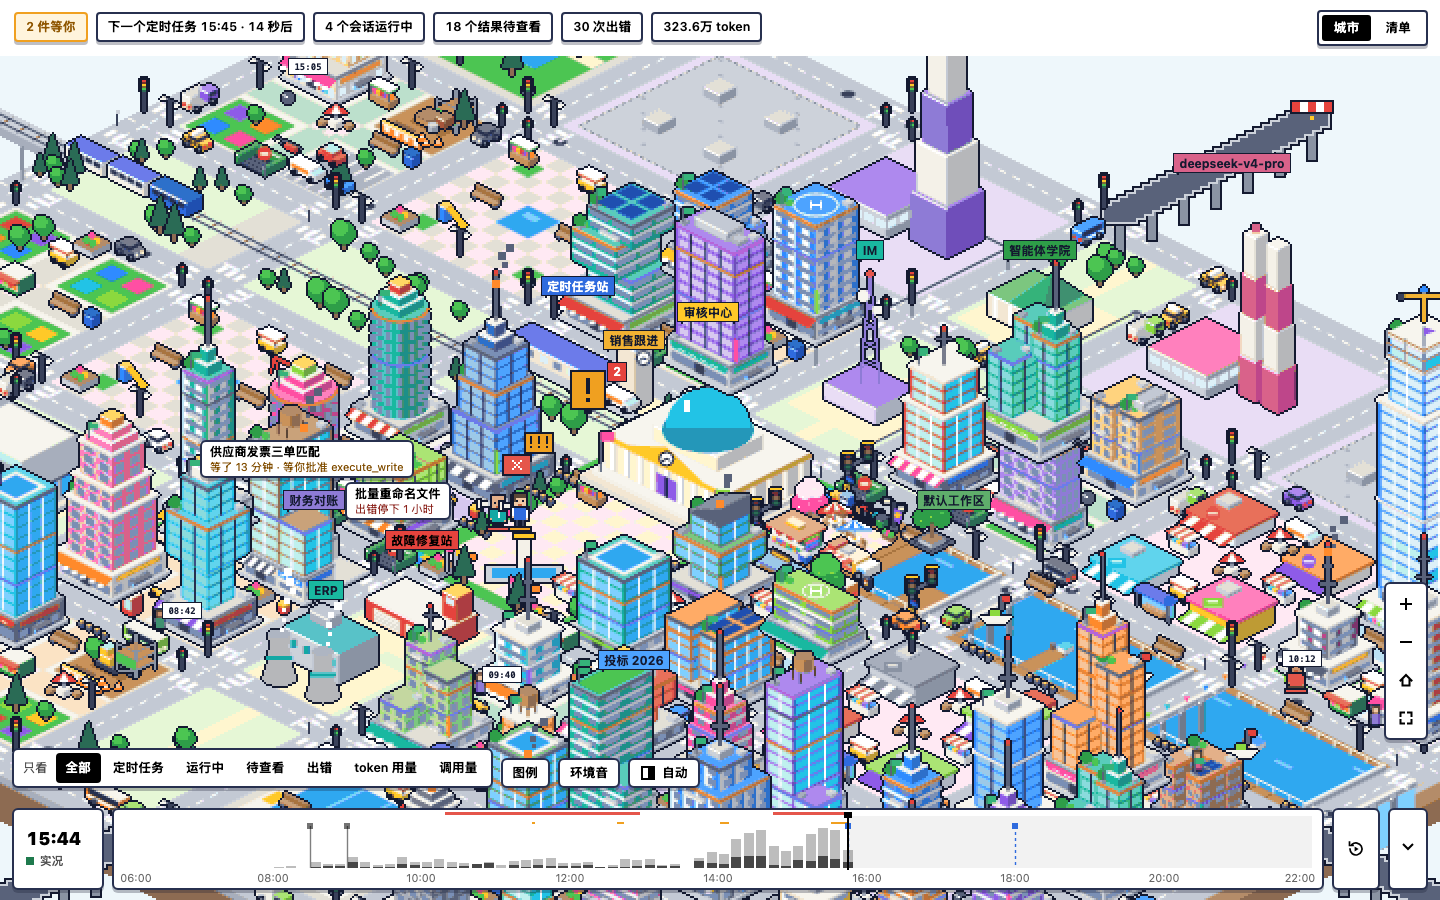 2 件等你
下一个定时任务 15:45 · 14 秒后
4 个会话运行中
18 个结果待查看
30 次出错
323.6万 token
城市
清单
15:05
deepseek-v4-pro
IM
智能体学院
定时任务站
审核中心
销售跟进
2
!
!!!
供应商发票三单匹配
等了 13 分钟 · 等你批准 execute_write
财务对账
批量重命名文件
出错停下 1 小时
默认工作区
故障修复站
ERP
08:42
09:40
投标 2026
10:12
H
H
+
−
只看
全部
定时任务
运行中
待查看
出错
token 用量
调用量
图例
环境音
自动
15:44
实况
06:00
08:00
10:00
12:00
14:00
16:00
18:00
20:00
22:00